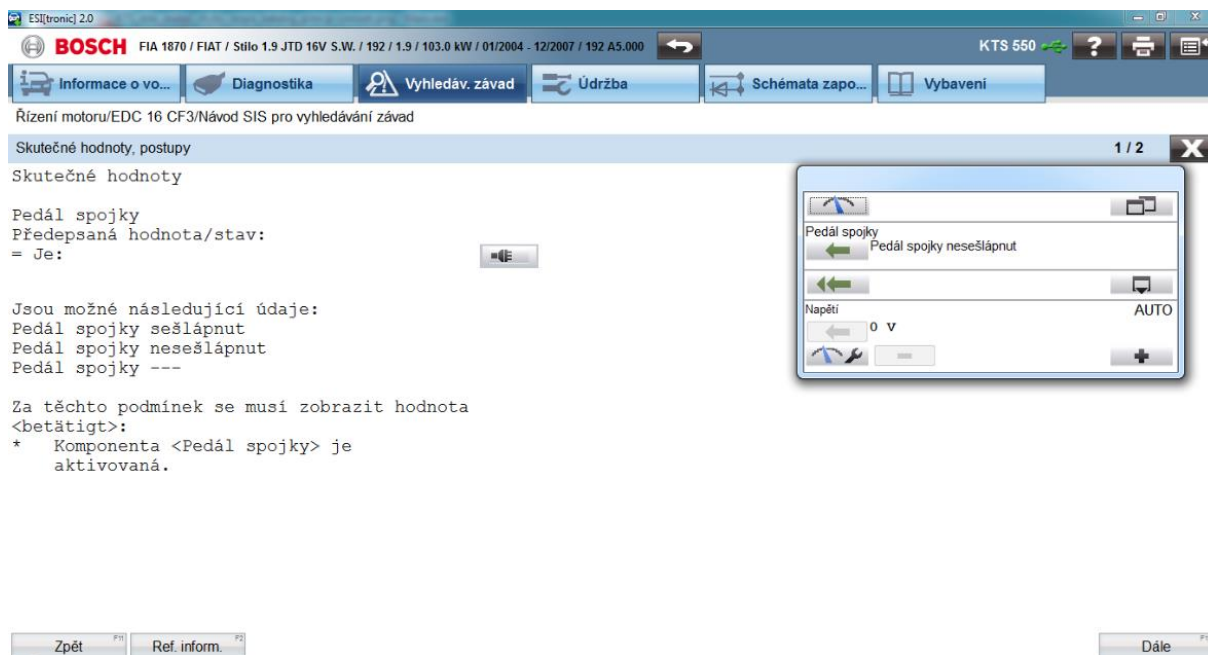 ESI[tronic] 2.0
BOSCH FIA 1870 / FIAT / Stilo 1.9 JTD 16V S.W. / 192 / 1.9 / 103.0 kW / 01/2004 - 12/2007 / 192 A5.000 KTS 550 ?
Informace o vo... Diagnostika Vyhledáv. závad Údržba Schémata zapo... Vybavení
Řízení motoru/EDC 16 CF3/Návod SIS pro vyhledávání závad
Skutečné hodnoty, postupy 1 / 2 X
Skutečné hodnoty
Pedál spojky
Předepsaná hodnota/stav:
= Je:
Jsou možné následující údaje:
Pedál spojky sešlápnut
Pedál spojky nesešlápnut
Pedál spojky ---
Za těchto podmínek se musí zobrazit hodnota
<betätigt>:
* Komponenta <Pedál spojky> je
aktivovaná.
Pedál spojky
Pedál spojky nesešlápnut
Napětí AUTO
0 V
Zpět F11 Ref. inform. F2 Dále